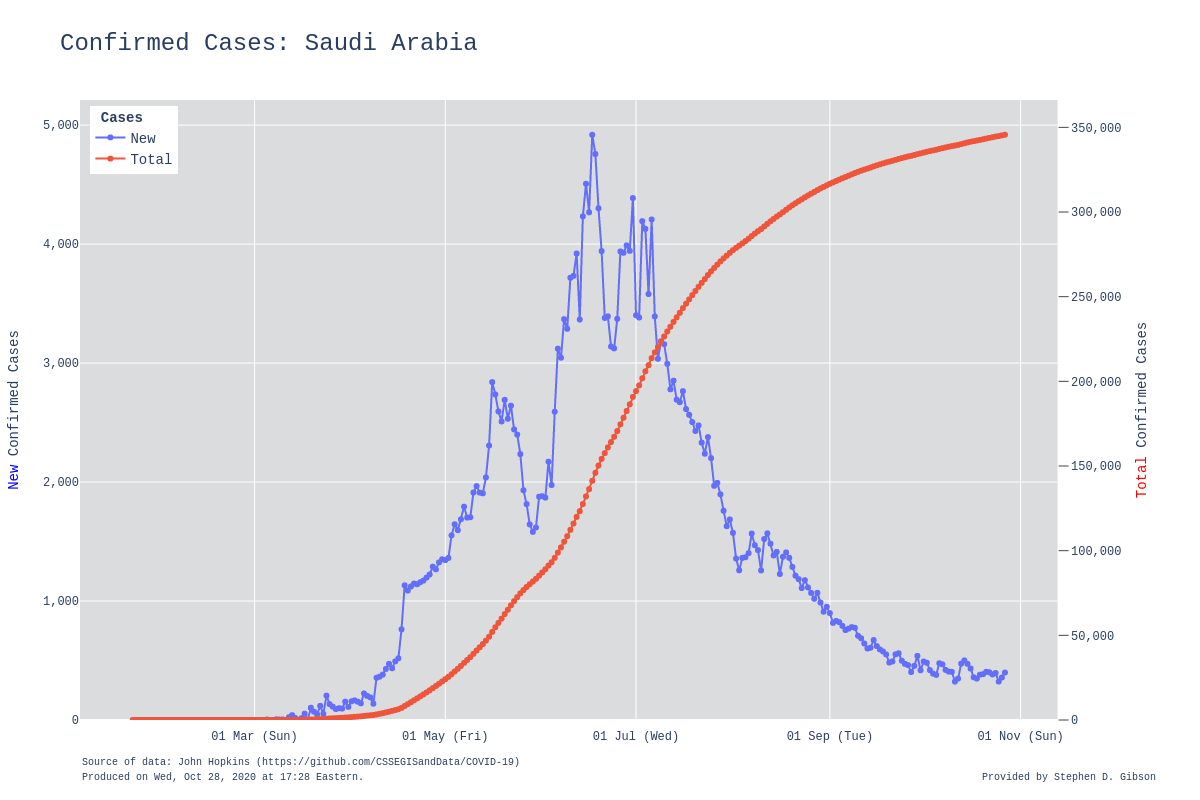 Confirmed Cases: Saudi Arabia
Cases
New
Total
5,000
4,000
3,000
2,000
1,000
0
350,000
300,000
250,000
200,000
150,000
100,000
50,000
0
New Confirmed Cases
Total Confirmed Cases
01 Mar (Sun)
01 May (Fri)
01 Jul (Wed)
01 Sep (Tue)
01 Nov (Sun)
Source of data: John Hopkins (https://github.com/CSSEGISandData/COVID-19)
Produced on Wed, Oct 28, 2020 at 17:28 Eastern.
Provided by Stephen D. Gibson